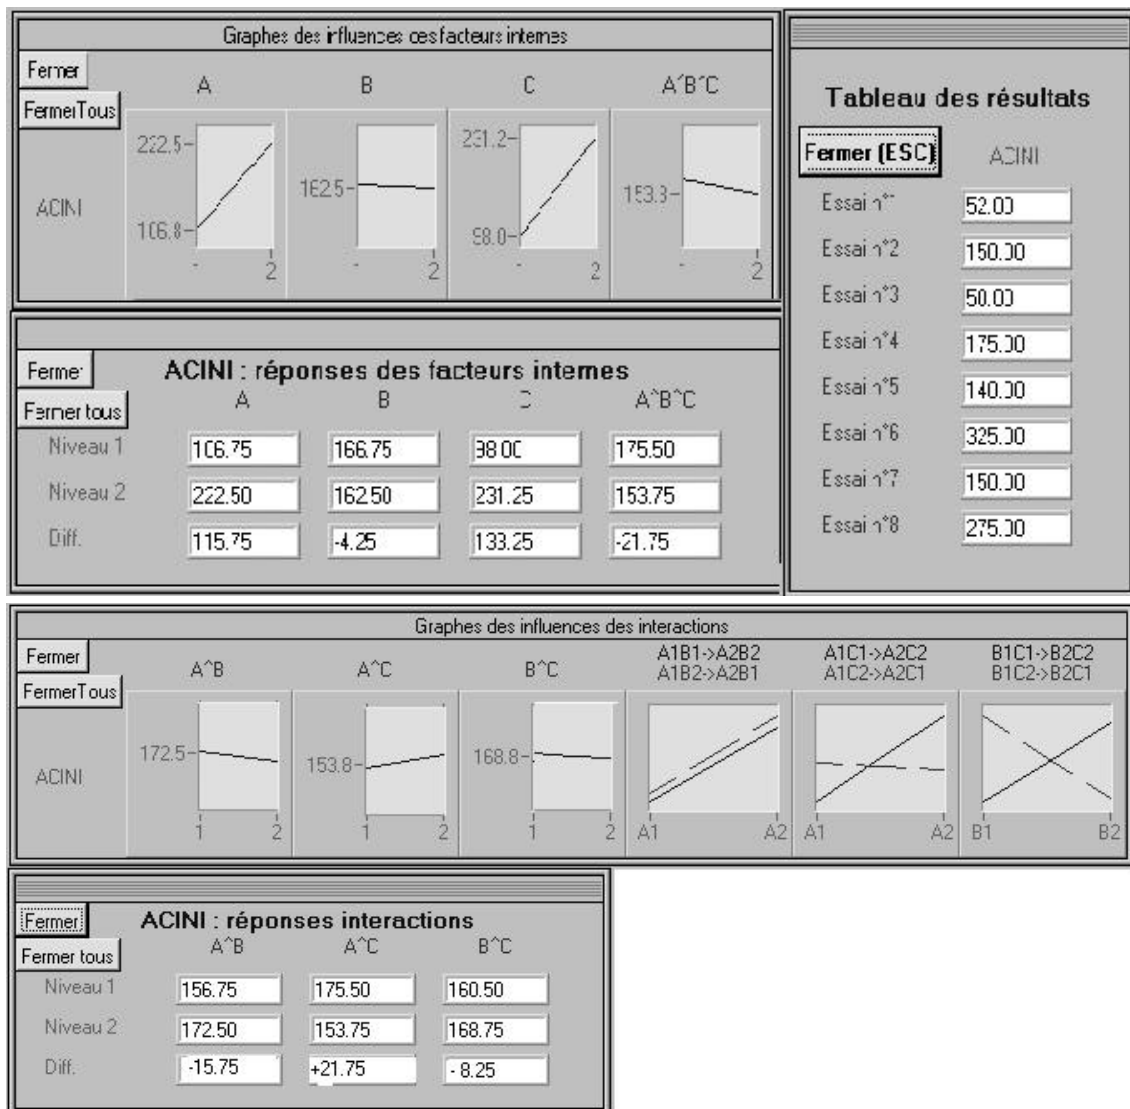 Graphes des influences des facteurs internes
Fermer
FermerTous
A B C A^B^C
222.5
106.8
162.5
231.2
98.0
153.8
ACINI
- 2 - 2 - 2 - 2
Tableau des résultats
Fermer (ESC) ACINI
Essai n°1 52.00
Essai n°2 150.00
Essai n°3 50.00
Essai n°4 175.00
Essai n°5 140.00
Essai n°6 325.00
Essai n°7 150.00
Essai n°8 275.00
Fermer
ACINI : réponses des facteurs internes
Fermer tous
A B C A^B^C
Niveau 1 106.75 166.75 98.00 175.50
Niveau 2 222.50 162.50 231.25 153.75
Diff. 115.75 -4.25 133.25 -21.75
Graphes des influences des interactions
Fermer
FermerTous
A^B A^C B^C
A1B1->A2B2 A1C1->A2C2 B1C1->B2C2
A1B2->A2B1 A1C2->A2C1 B1C2->B2C1
172.5 153.8 168.8
ACINI
1 2 1 2 1 2 A1 A2 A1 A2 B1 B2
Fermer
ACINI : réponses interactions
Fermer tous
A^B A^C B^C
Niveau 1 156.75 175.50 160.50
Niveau 2 172.50 153.75 168.75
Diff. -15.75 +21.75 - 8.25